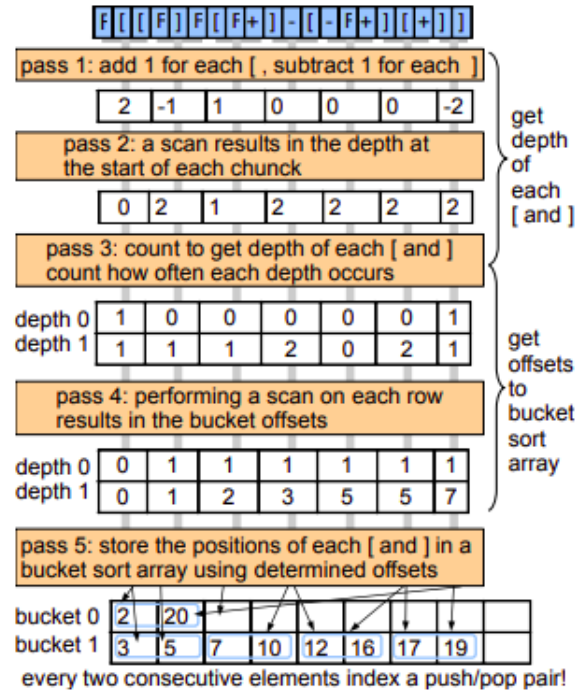 F[[F]F[F+]-[-F+][+]]
pass 1: add 1 for each [ , subtract 1 for each ]
2 -1 1 0 0 0 -2
pass 2: a scan results in the depth at
the start of each chunck
0 2 1 2 2 2 2
pass 3: count to get depth of each [ and ]
count how often each depth occurs
depth 0 1 0 0 0 0 0 1
depth 1 1 1 1 2 0 2 1
pass 4: performing a scan on each row
results in the bucket offsets
depth 0 0 1 1 1 1 1 1
depth 1 0 1 2 3 5 5 7
pass 5: store the positions of each [ and ] in a
bucket sort array using determined offsets
bucket 0 2 20
bucket 1 3 5 7 10 12 16 17 19
every two consecutive elements index a push/pop pair!
get
depth
of
each
[ and ]
get
offsets
to
bucket
sort
array